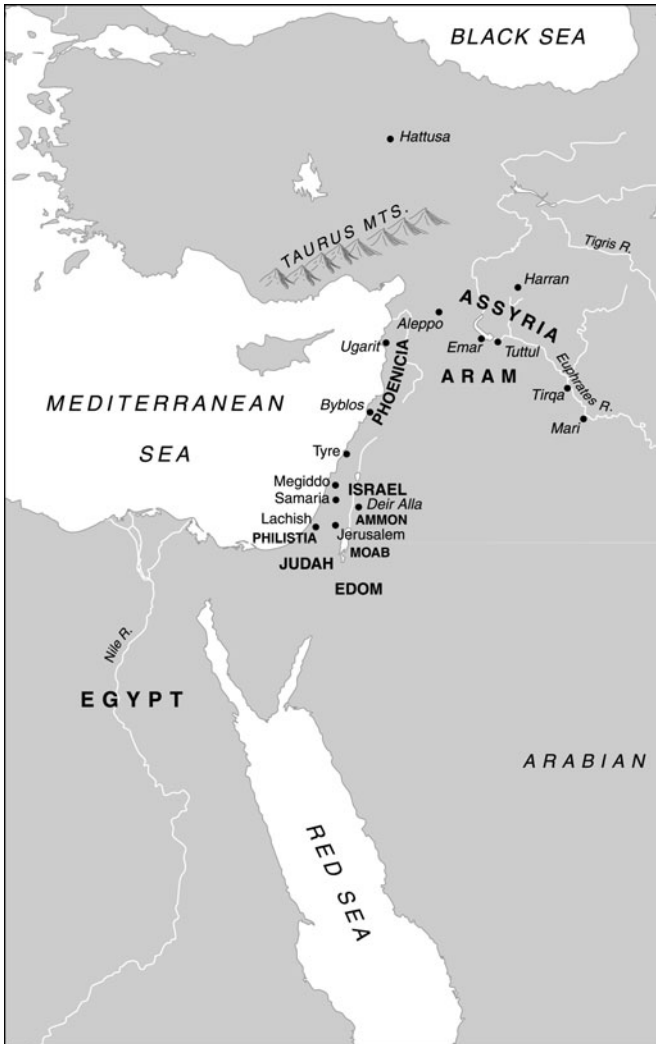 BLACK SEA
Hattusa
TAURUS MTS.
Tigris R.
Harran
ASSYRIA
Aleppo
Ugarit
Emar
Tuttul
PHOENICIA
ARAM
Euphrates R.
Tirqa
MEDITERRANEAN
SEA
Byblos
Mari
Tyre
Megiddo
ISRAEL
Samaria
Deir Alla
Lachish
AMMON
PHILISTIA
Jerusalem
MOAB
JUDAH
EDOM
Nile R.
EGYPT
ARABIAN
RED SEA